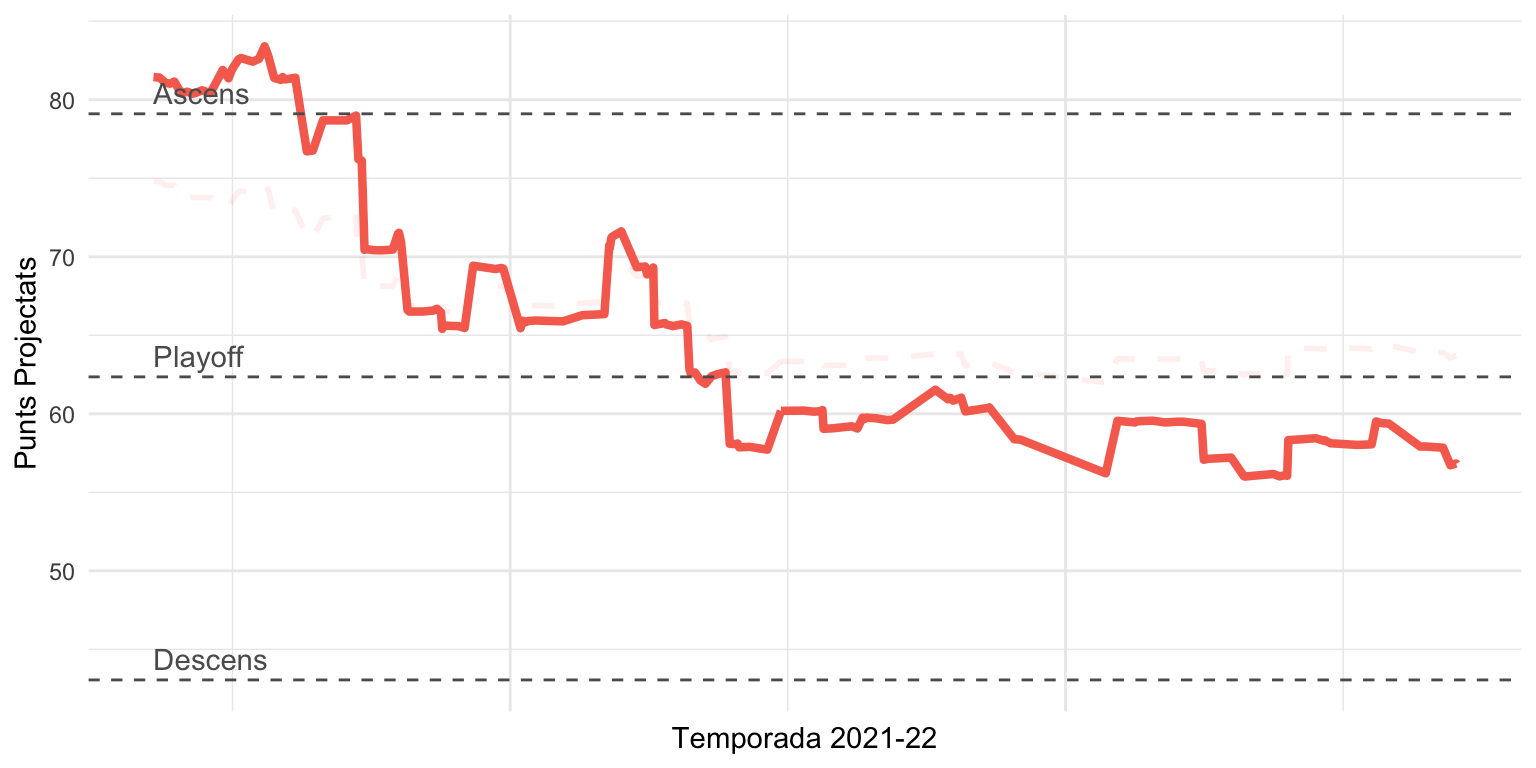 80
70
60
50
Punts Projectats
Ascens
Playoff
Descens
Temporada 2021-22